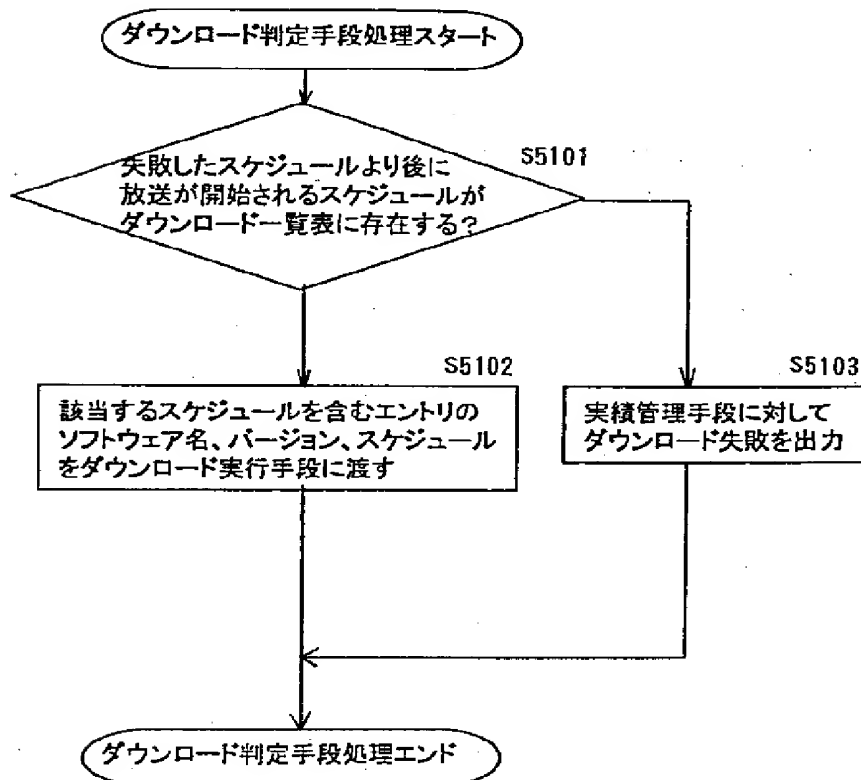 ダウンロード判定手段処理スタート
S5101
失敗したスケジュールより後に
放送が開始されるスケジュールが
ダウンロード一覧表に存在する?
S5102
該当するスケジュールを含むエントリの
ソフトウェア名、バージョン、スケジュール
をダウンロード実行手段に渡す
S5103
実績管理手段に対して
ダウンロード失敗を出力
ダウンロード判定手段処理エンド